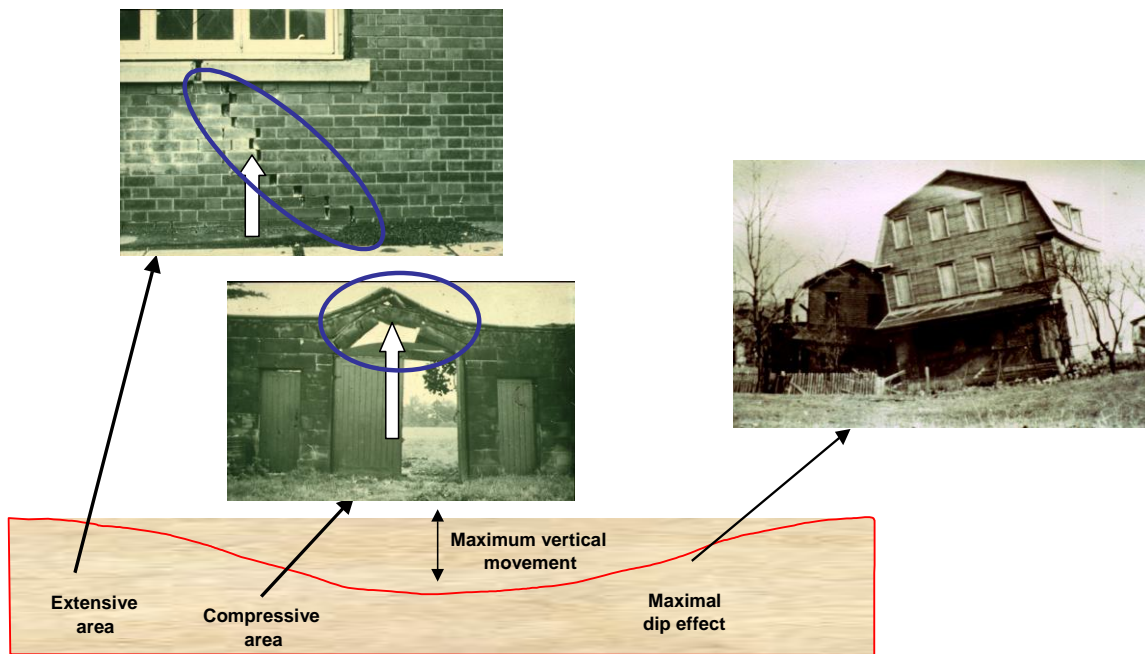 Maximum vertical
movement
Extensive
area
Compressive
area
Maximal
dip effect